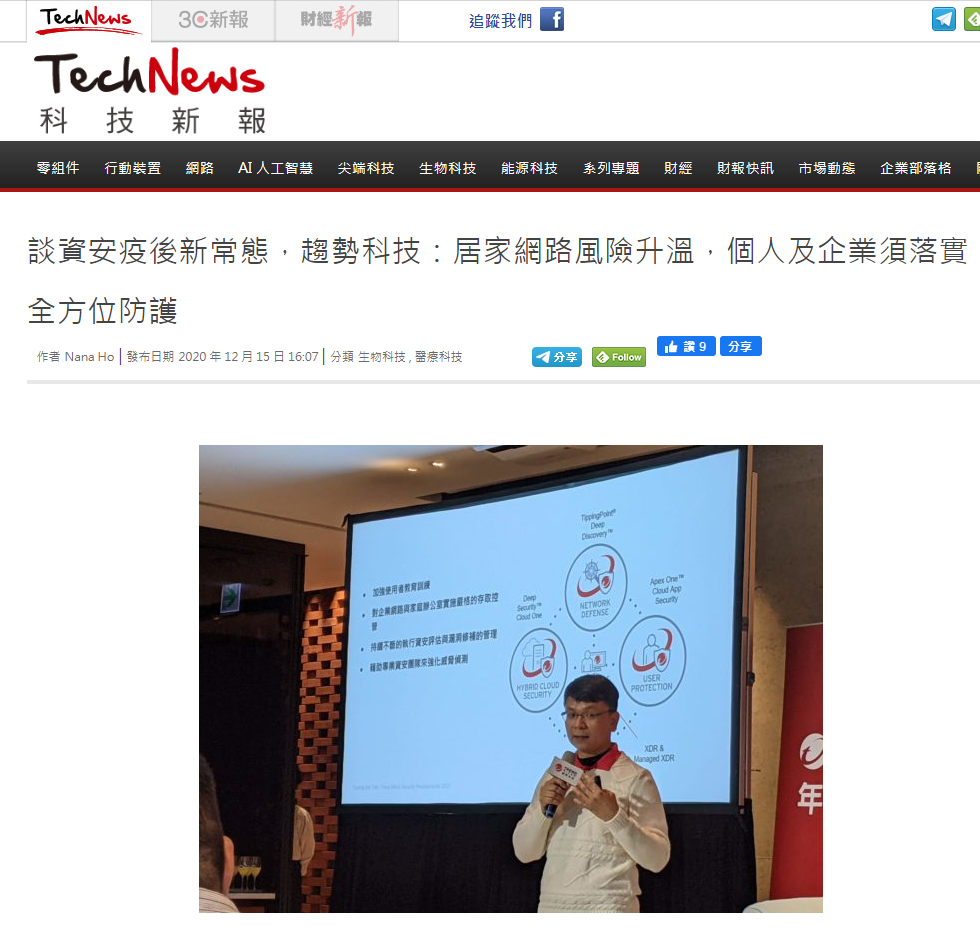 TechNews
3C新報
財經新報
追蹤我們
TechNews
科技新報
零組件 行動裝置 網路 AI 人工智慧 尖端科技 生物科技 能源科技 系列專題 財經 財報快訊 市場動態 企業部落格
談資安疫後新常態，趨勢科技：居家網路風險升溫，個人及企業須落實
全方位防護
作者 Nana Ho | 發布日期 2020 年 12 月 15 日 16:07 | 分類 生物科技 , 醫療科技
分享
Follow
讚 9
分享
TippingPoint®
Deep
Discovery™
NETWORK
DEFENSE
Apex One™
Cloud App
Security
Deep
Security™
Cloud One
HYBRID CLOUD
SECURITY
USER
PROTECTION
XDR &
Managed XDR
• 加強使用者教育訓練
• 對企業網路與家庭辦公室實施嚴格的存取控
管
• 持續不斷的執行資安評估與漏洞修補的管理
• 輔助專業資安團隊來強化威脅偵測
年